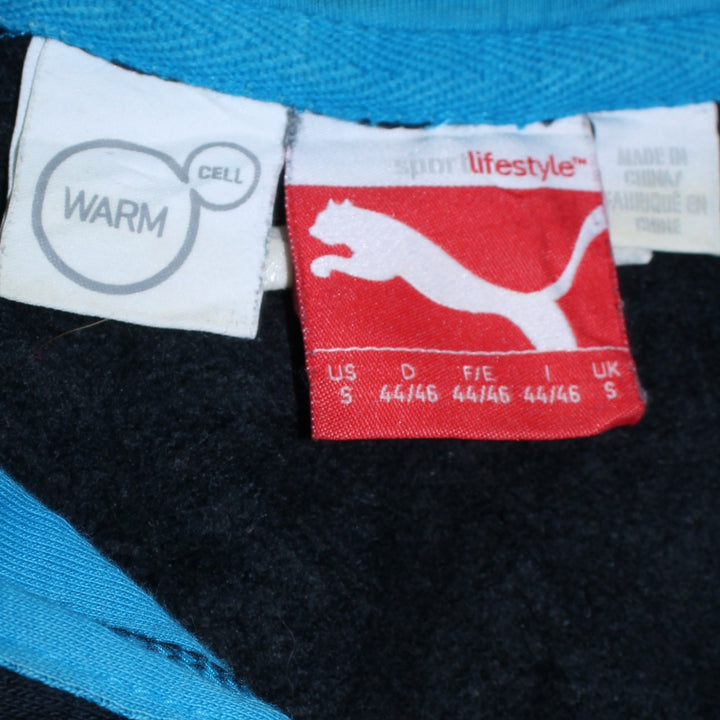 WARM
CELL
sportlifestyle™
US D F/E I UK
S 44/46 44/46 44/46 S
MADE IN
CHINA/
FABRIQUÉ EN
CHINE